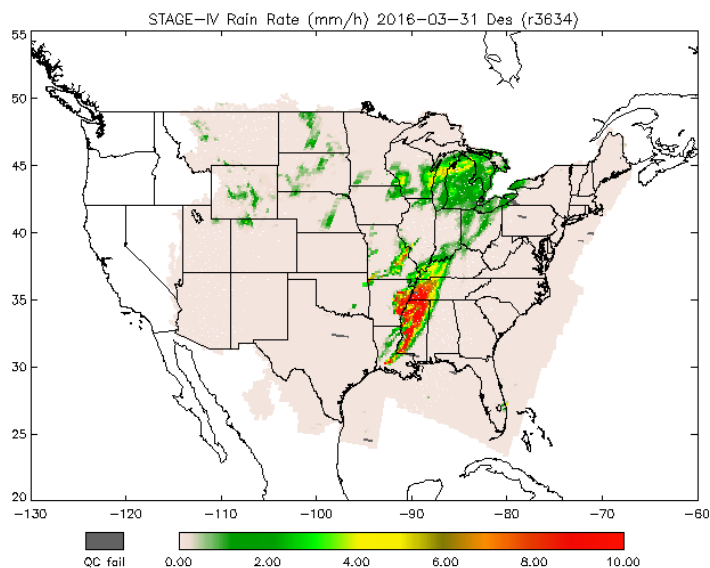 STAGE-IV Rain Rate (mm/h) 2016-03-31 Des (r3634)
55
50
45
40
35
30
25
20
-130 -120 -110 -100 -90 -80 -70 -60
QC fail 0.00 2.00 4.00 6.00 8.00 10.00